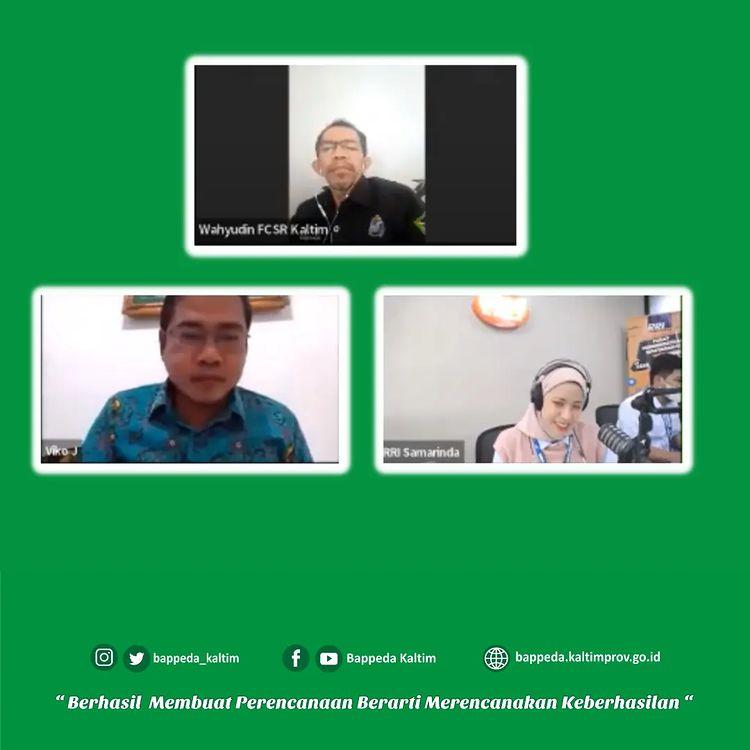 Wahyudin FCSR Kaltim
Viko J
RRI Samarinda
RRI
bappeda_kaltim
Bappeda Kaltim
bappeda.kaltimprov.go.id
“ Berhasil Membuat Perencanaan Berarti Merencanakan Keberhasilan “